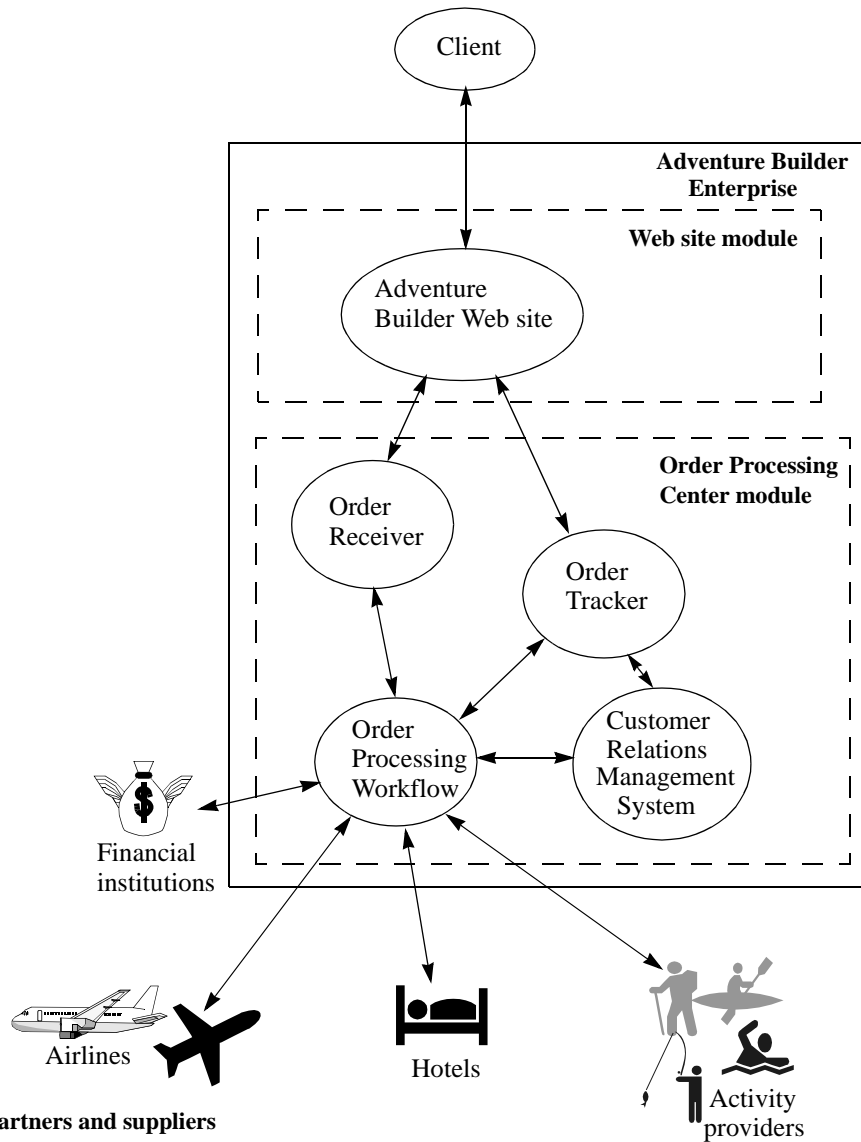 Client
Adventure Builder
Enterprise
Web site module
Adventure
Builder Web site
Order Processing
Center module
Order
Receiver
Order
Tracker
Order
Processing
Workflow
Customer
Relations
Management
System
$
Financial
institutions
Airlines
Hotels
Activity
providers
artners and suppliers